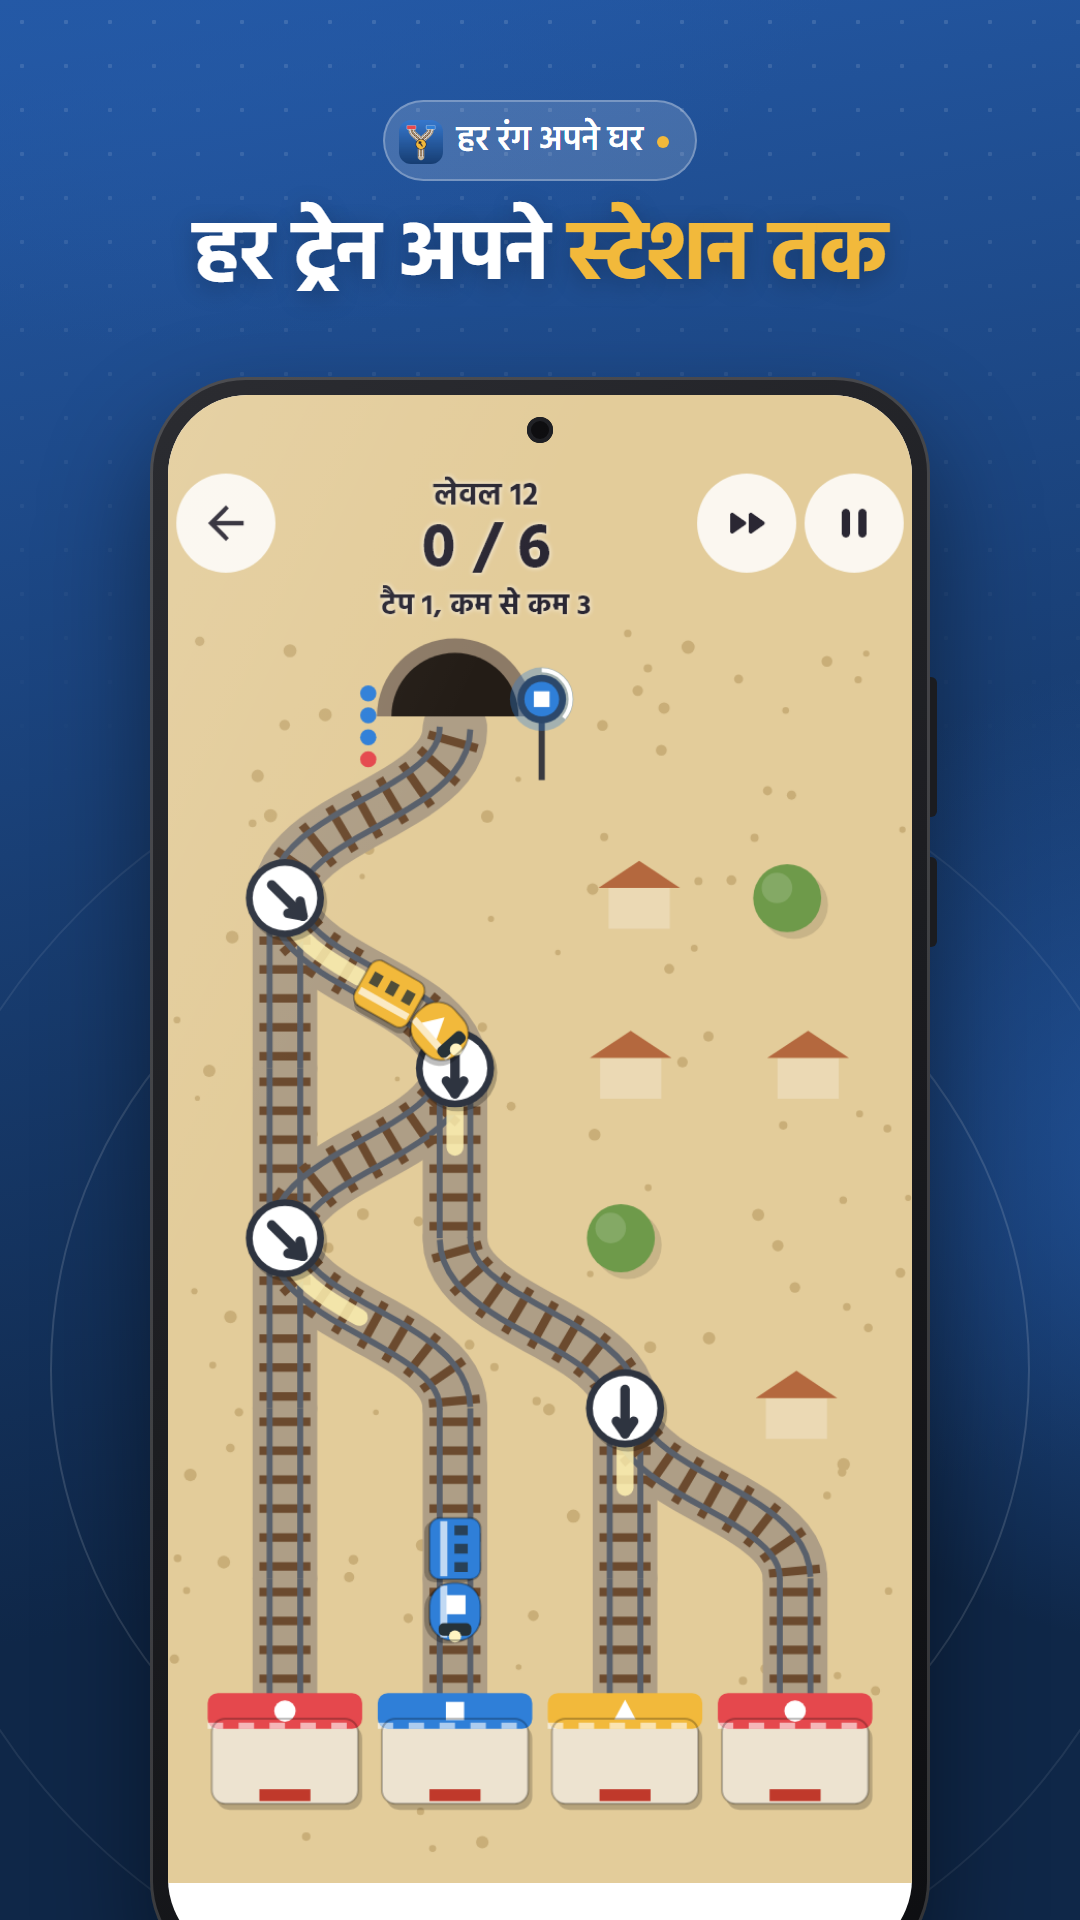 हर रंग अपने घर
हर ट्रेन अपने स्टेशन तक
लेवल 12
0 / 6
टैप 1, कम से कम 3